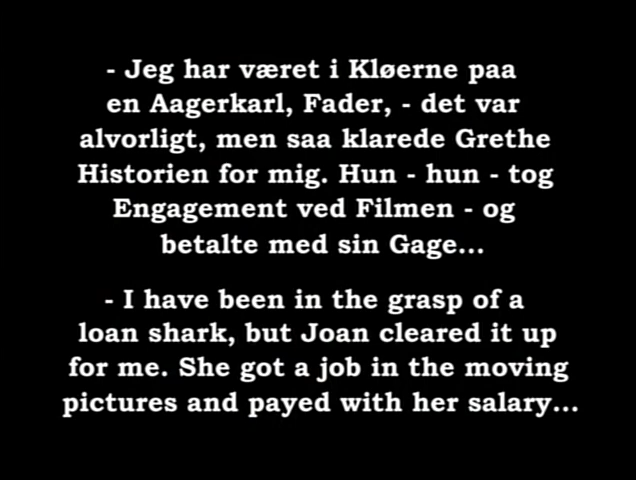 - Jeg har været i Kløerne paa
en Aagerkarl, Fader, - det var
alvorligt, men saa klarede Grethe
Historien for mig. Hun - hun - tog
Engagement ved Filmen - og
betalte med sin Gage...
- I have been in the grasp of a
loan shark, but Joan cleared it up
for me. She got a job in the moving
pictures and payed with her salary...